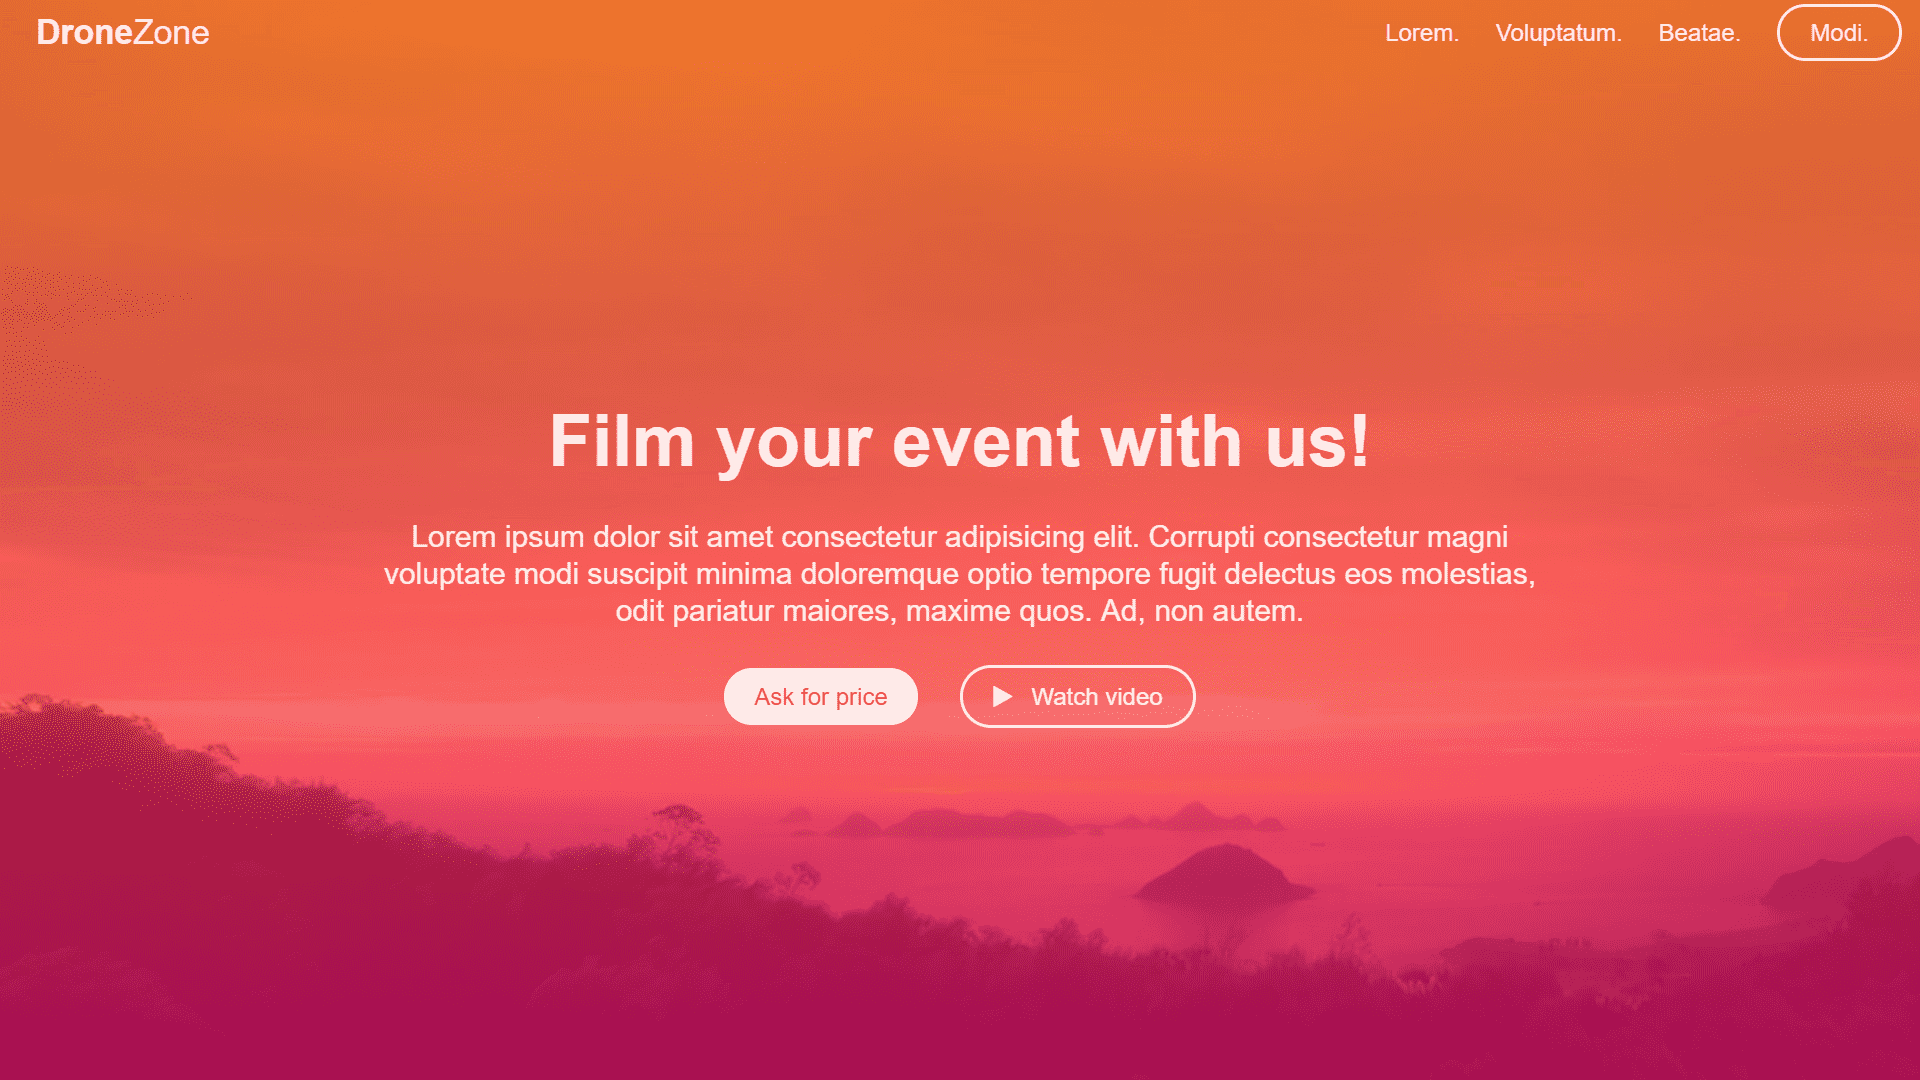 DroneZone
Lorem. Voluptatum. Beatae. Modi.
Film your event with us!
Lorem ipsum dolor sit amet consectetur adipisicing elit. Corrupti consectetur magni
voluptate modi suscipit minima doloremque optio tempore fugit delectus eos molestias,
odit pariatur maiores, maxime quos. Ad, non autem.
Ask for price
Watch video